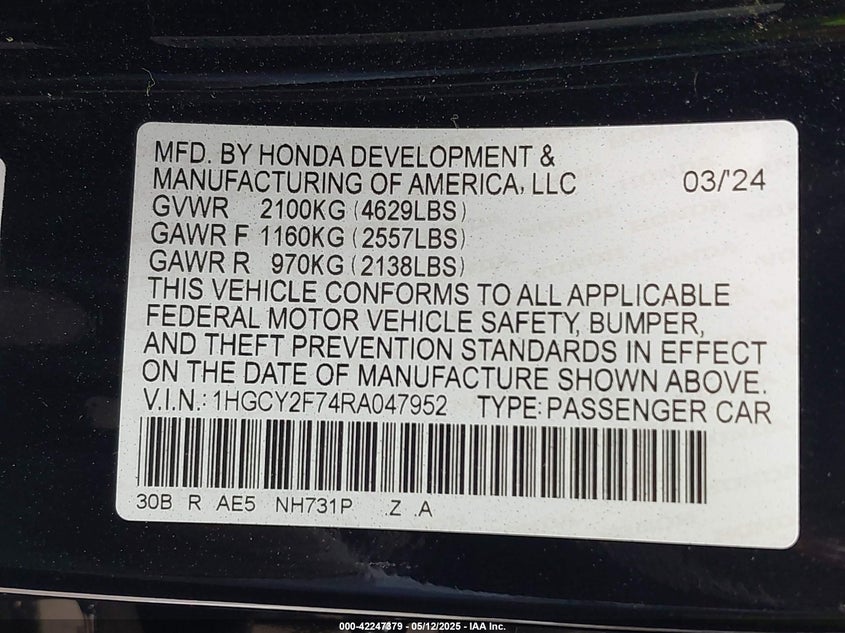 MFD. BY HONDA DEVELOPMENT &
MANUFACTURING OF AMERICA, LLC 03/'24
GVWR 2100KG (4629LBS)
GAWR F 1160KG (2557LBS)
GAWR R 970KG (2138LBS)
THIS VEHICLE CONFORMS TO ALL APPLICABLE
FEDERAL MOTOR VEHICLE SAFETY, BUMPER,
AND THEFT PREVENTION STANDARDS IN EFFECT
ON THE DATE OF MANUFACTURE SHOWN ABOVE.
V.I.N.: 1HGCY2F74RA047952 TYPE: PASSENGER CAR
30B R AE5 NH731P Z A
000-42247879 - 05/12/2025 - IAA Inc.